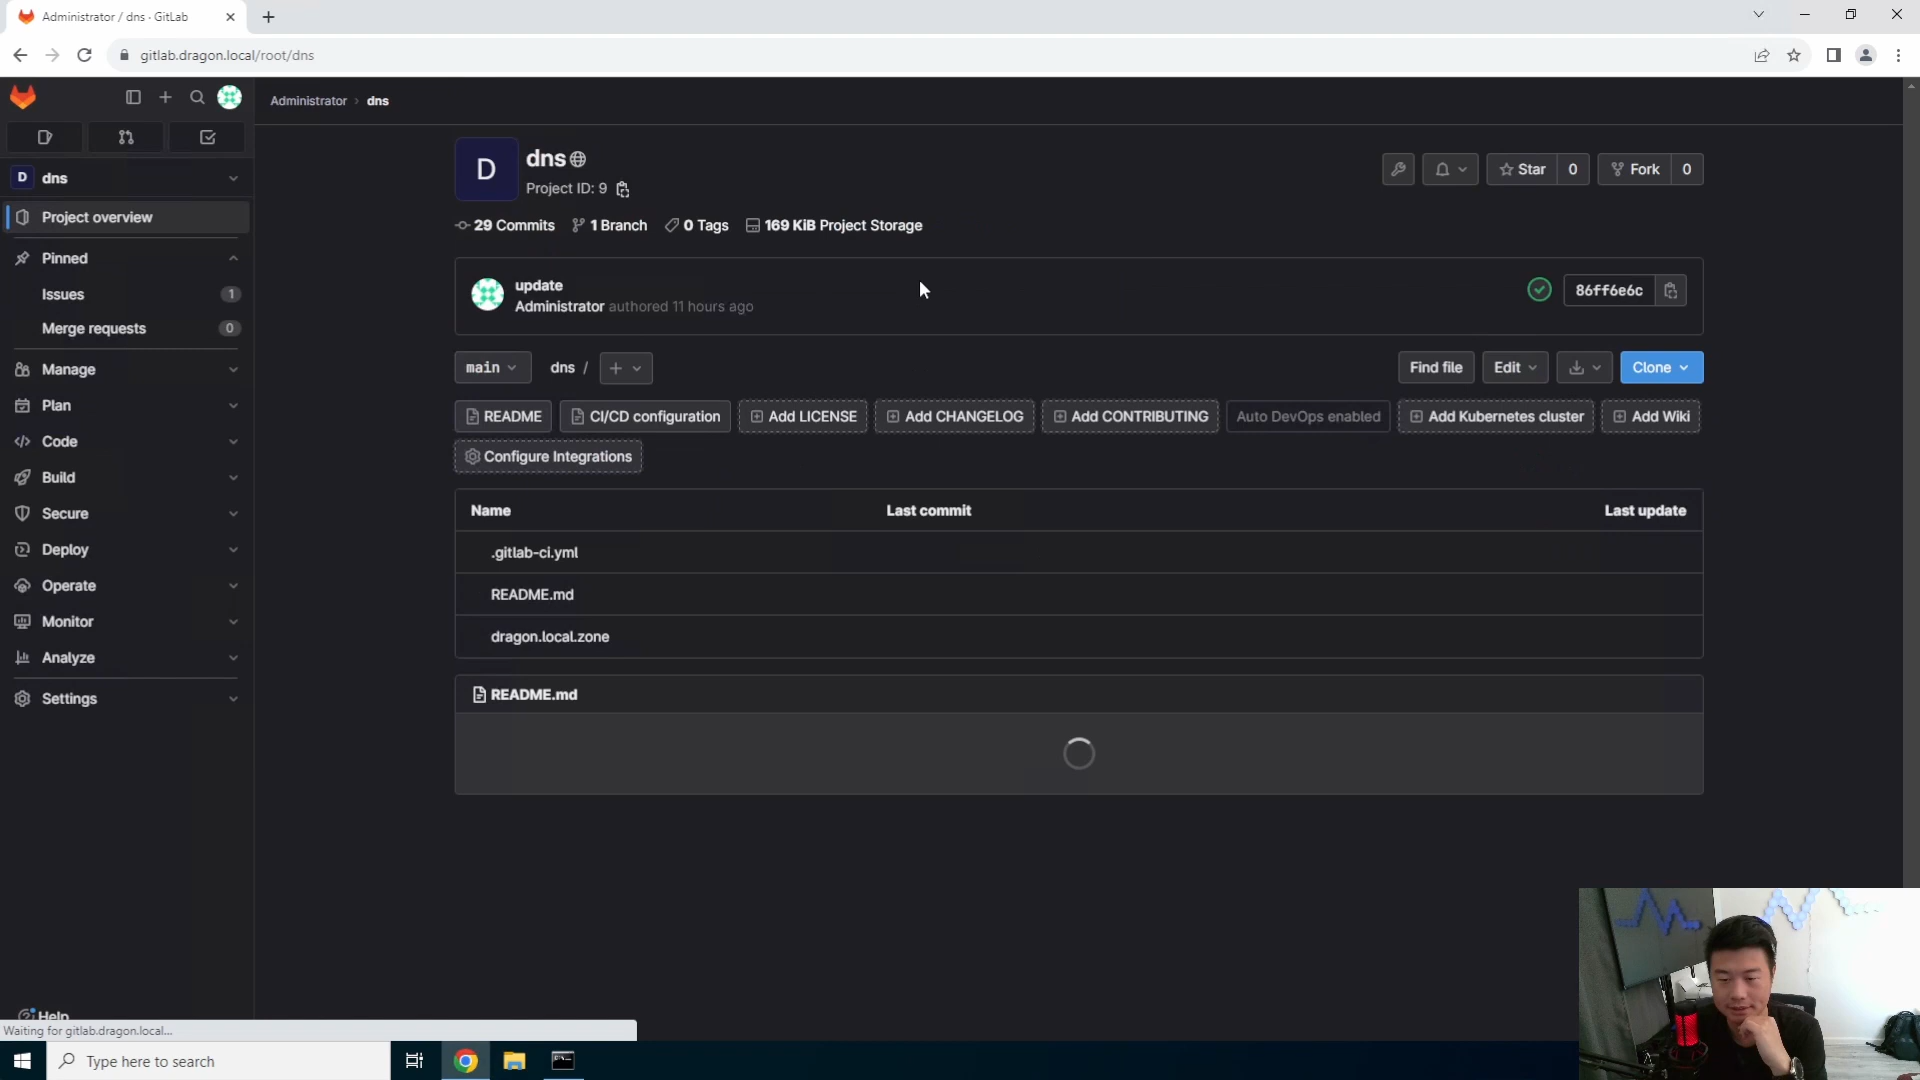 Administrator / dns · GitLab
gitlab.dragon.local/root/dns
Administrator › dns
D dns
Project overview
Pinned
Issues 1
Merge requests 0
Manage
Plan
Code
Build
Secure
Deploy
Operate
Monitor
Analyze
Settings
Help
D
dns
Project ID: 9
Star 0 Fork 0
29 Commits 1 Branch 0 Tags 169 KiB Project Storage
update
Administrator authored 11 hours ago
86ff6e6c
main dns / Find file Edit Clone
README CI/CD configuration Add LICENSE Add CHANGELOG Add CONTRIBUTING Auto DevOps enabled Add Kubernetes cluster Add Wiki
Configure Integrations
Name Last commit Last update
.gitlab-ci.yml
README.md
dragon.local.zone
README.md
Waiting for gitlab.dragon.local...
Type here to search